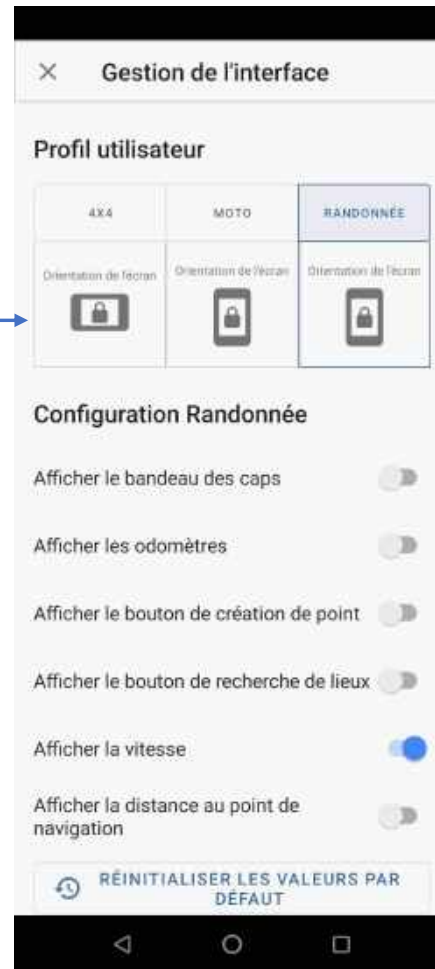 Gestion de l'interface
Profil utilisateur
4X4 MOTO RANDONNÉE
Orientation de l'écran Orientation de l'écran Orientation de l'écran
Configuration Randonnée
Afficher le bandeau des caps
Afficher les odomètres
Afficher le bouton de création de point
Afficher le bouton de recherche de lieux
Afficher la vitesse
Afficher la distance au point de
navigation
RÉINITIALISER LES VALEURS PAR
DÉFAUT